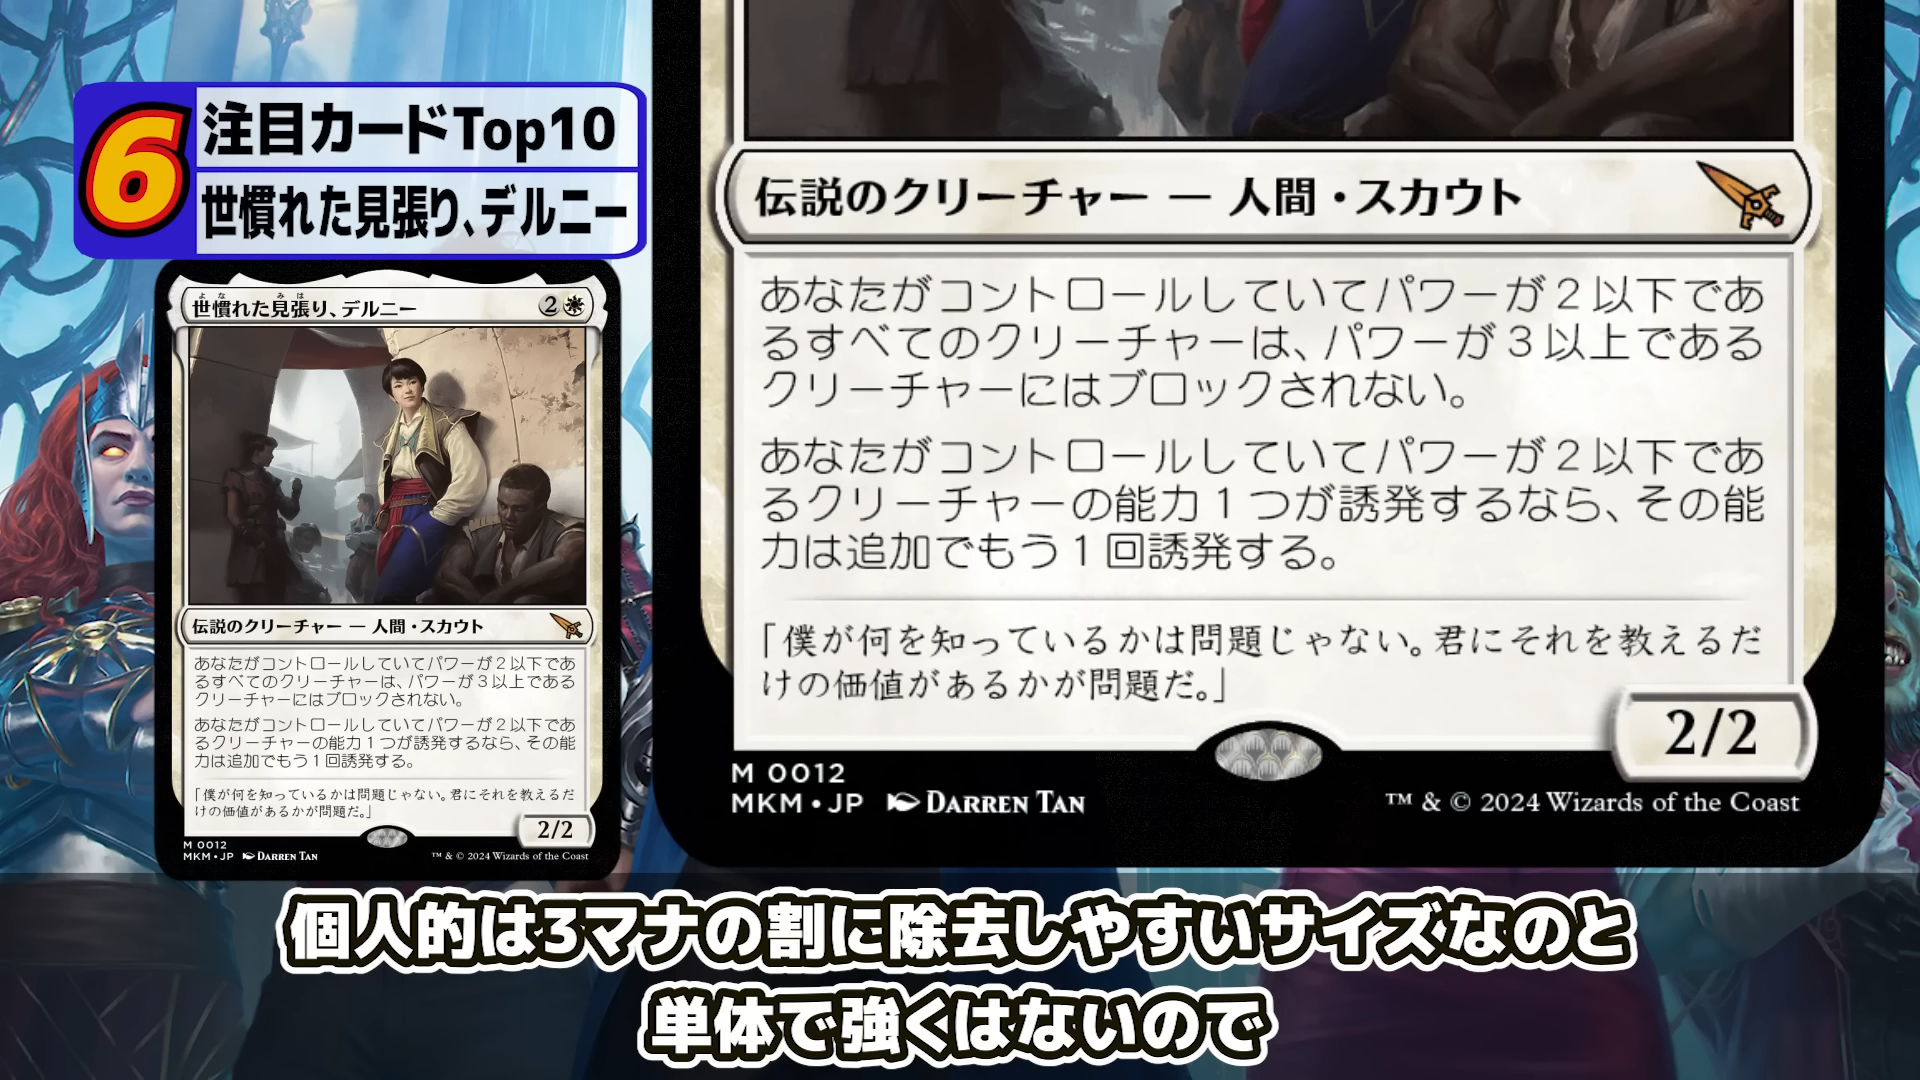 6
注目カードTop10
世慣れた見張り、デルニー
世慣れた見張り、デルニー 2
よな みは
伝説のクリーチャー — 人間・スカウト
あなたがコントロールしていてパワーが2以下であ
るすべてのクリーチャーは、パワーが3以上である
クリーチャーにはブロックされない。
あなたがコントロールしていてパワーが2以下であ
るクリーチャーの能力1つが誘発するなら、その能
力は追加でもう1回誘発する。
「僕が何を知っているかは問題じゃない。君にそれを教えるだ
けの価値があるかが問題だ。」
2/2
M 0012
MKM・JP DARREN TAN
™ & © 2024 Wizards of the Coast
伝説のクリーチャー — 人間・スカウト
あなたがコントロールしていてパワーが2以下であ
るすべてのクリーチャーは、パワーが3以上である
クリーチャーにはブロックされない。
あなたがコントロールしていてパワーが2以下であ
るクリーチャーの能力1つが誘発するなら、その能
力は追加でもう1回誘発する。
「僕が何を知っているかは問題じゃない。君にそれを教えるだ
けの価値があるかが問題だ。」
2/2
M 0012
MKM・JP DARREN TAN
™ & © 2024 Wizards of the Coast
個人的は3マナの割に除去しやすいサイズなのと
単体で強くはないので